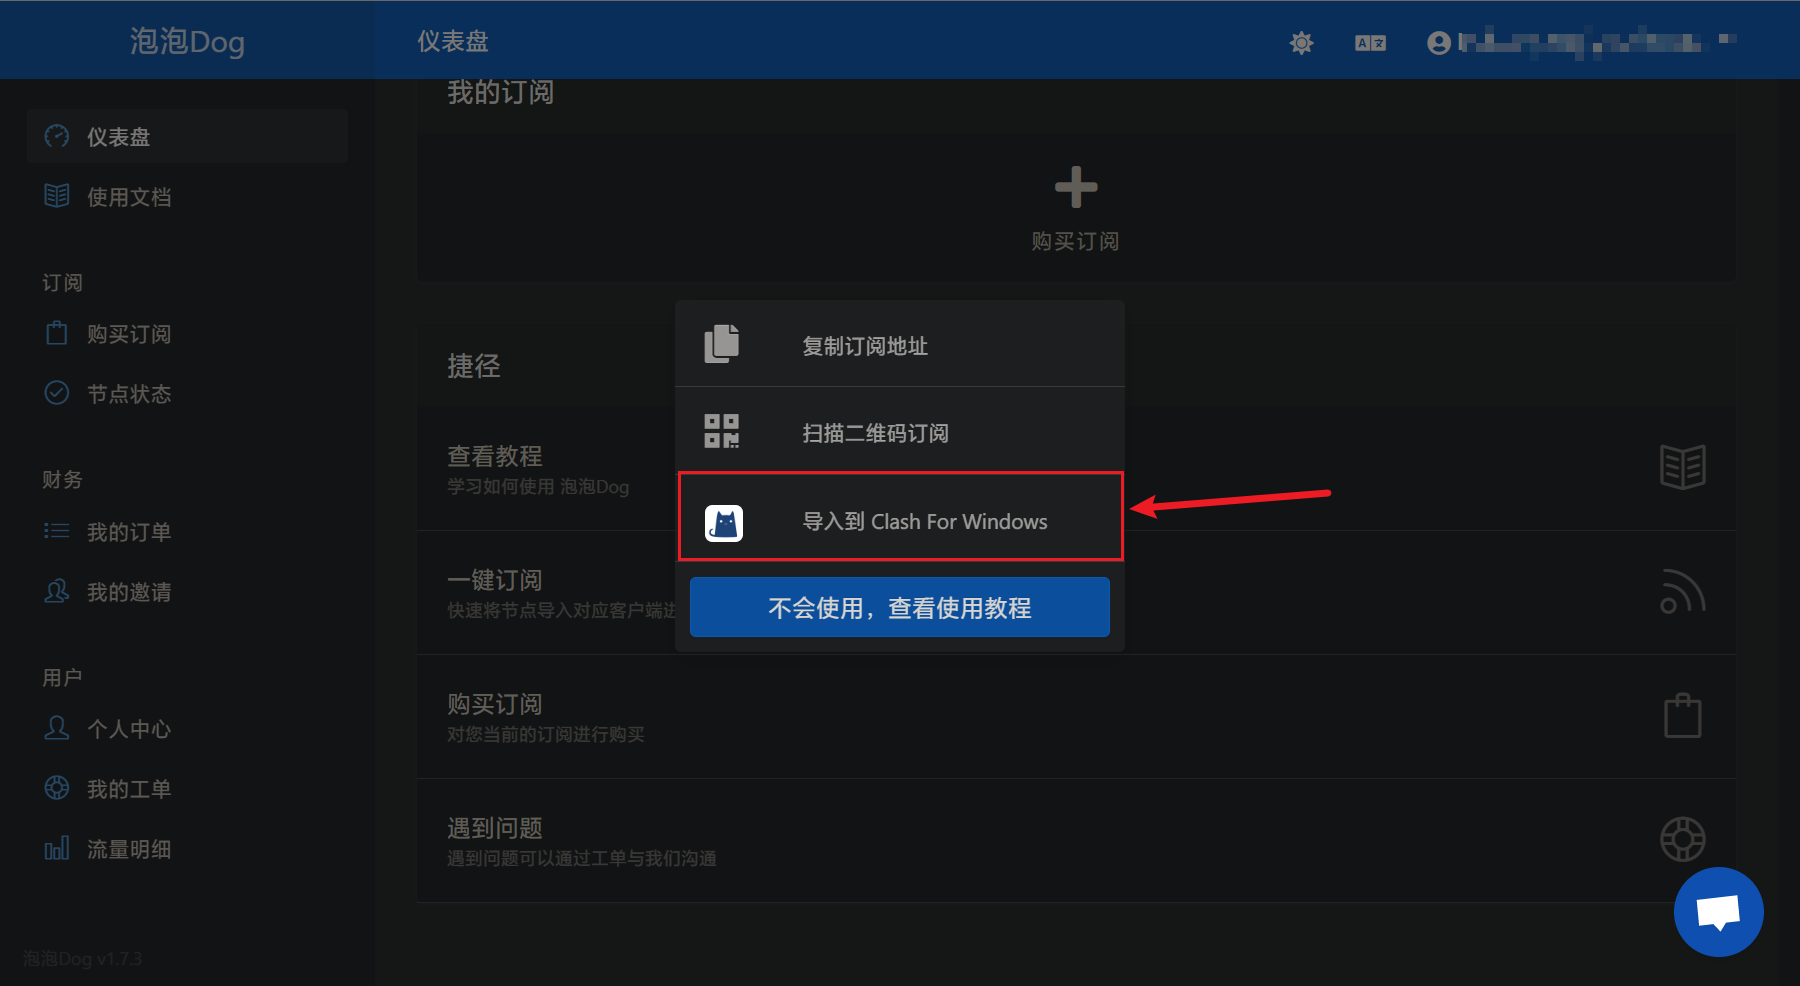 泡泡Dog
仪表盘
仪表盘
使用文档
订阅
购买订阅
节点状态
财务
我的订单
我的邀请
用户
个人中心
我的工单
流量明细
泡泡Dog v1.7.3
我的订阅
购买订阅
捷径
查看教程
学习如何使用 泡泡Dog
一键订阅
快速将节点导入对应客户端进
购买订阅
对您当前的订阅进行购买
遇到问题
遇到问题可以通过工单与我们沟通
复制订阅地址
扫描二维码订阅
导入到 Clash For Windows
不会使用，查看使用教程